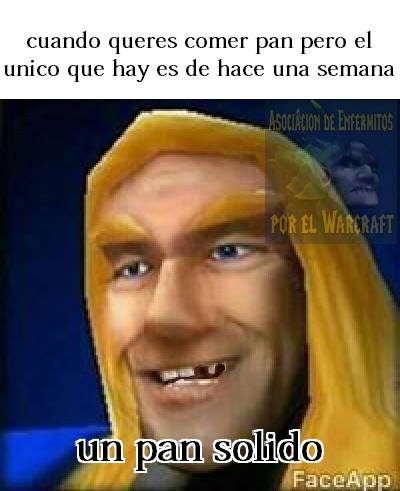 cuando queres comer pan pero el
unico que hay es de hace una semana
Asociâcion de Enfermitos
por el Warcraft
un pan solido
FaceApp